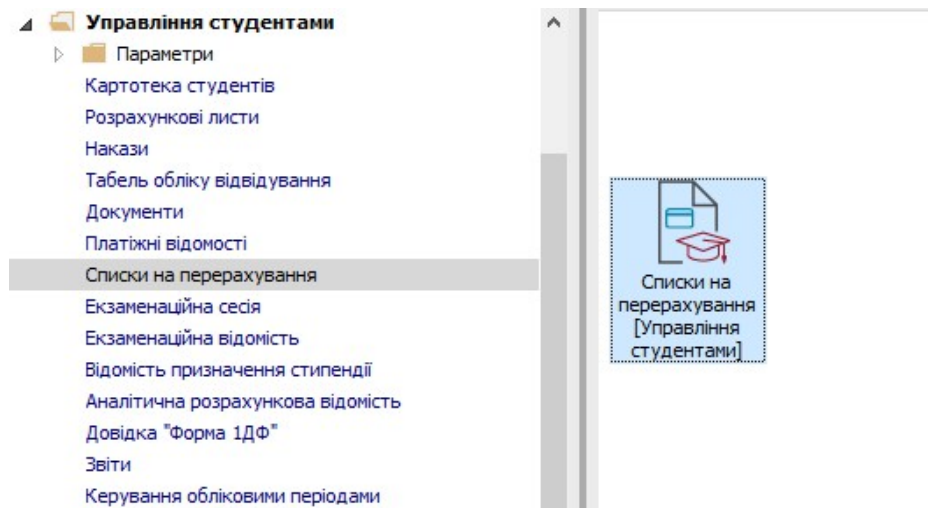 Управління студентами
Параметри
Картотека студентів
Розрахункові листи
Накази
Табель обліку відвідування
Документи
Платіжні відомості
Списки на перерахування
Екзаменаційна сесія
Екзаменаційна відомість
Відомість призначення стипендії
Аналітична розрахункова відомість
Довідка "Форма 1ДФ"
Звіти
Керування обліковими періодами
Списки на
перерахування
[Управління
студентами]